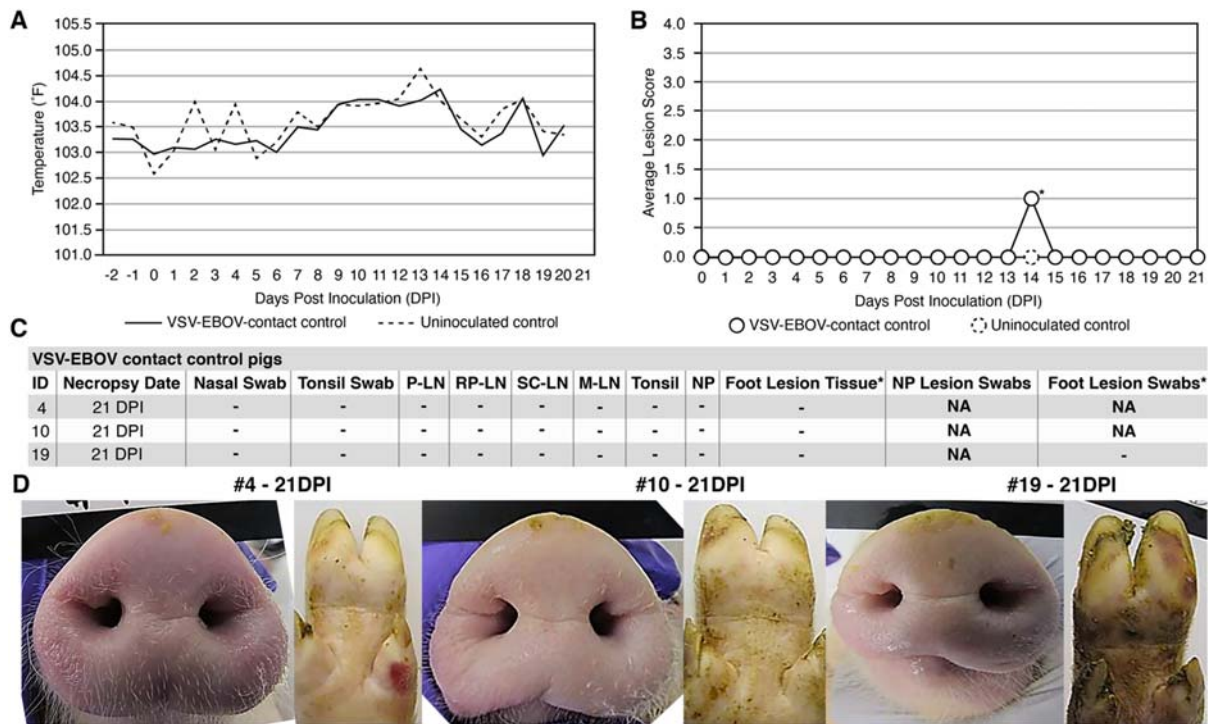 A
105.5
105.0
104.5
104.0
103.5
103.0
102.5
102.0
101.5
101.0
Temperature (˚F)
-2 -1 0 1 2 3 4 5 6 7 8 9 10 11 12 13 14 15 16 17 18 19 20 21
Days Post Inoculation (DPI)
VSV-EBOV-contact control Uninoculated control
B
4.0
3.5
3.0
2.5
2.0
1.5
1.0
0.5
0.0
Average Lesion Score
*
0 1 2 3 4 5 6 7 8 9 10 11 12 13 14 15 16 17 18 19 20 21
Days Post Inoculation (DPI)
VSV-EBOV-contact control Uninoculated control
C
VSV-EBOV contact control pigs
ID Necropsy Date Nasal Swab Tonsil Swab P-LN RP-LN SC-LN M-LN Tonsil NP Foot Lesion Tissue* NP Lesion Swabs Foot Lesion Swabs*
4 21 DPI - - - - - - - - - NA NA
10 21 DPI - - - - - - - - - NA NA
19 21 DPI - - - - - - - - - NA -
D
#4 - 21DPI #10 - 21DPI #19 - 21DPI